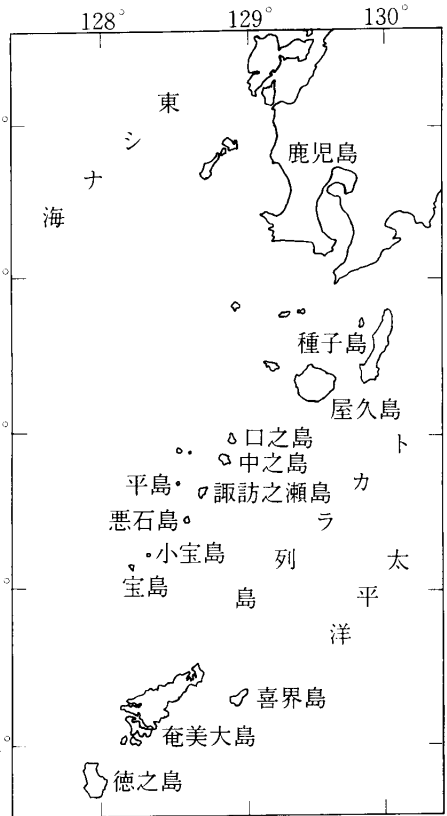 128° 129° 130°
東シナ海
鹿児島
種子島
屋久島
口之島
中之島
平島
諏訪之瀬島
悪石島
小宝島
宝島
トカラ列島
太平洋
喜界島
奄美大島
徳之島